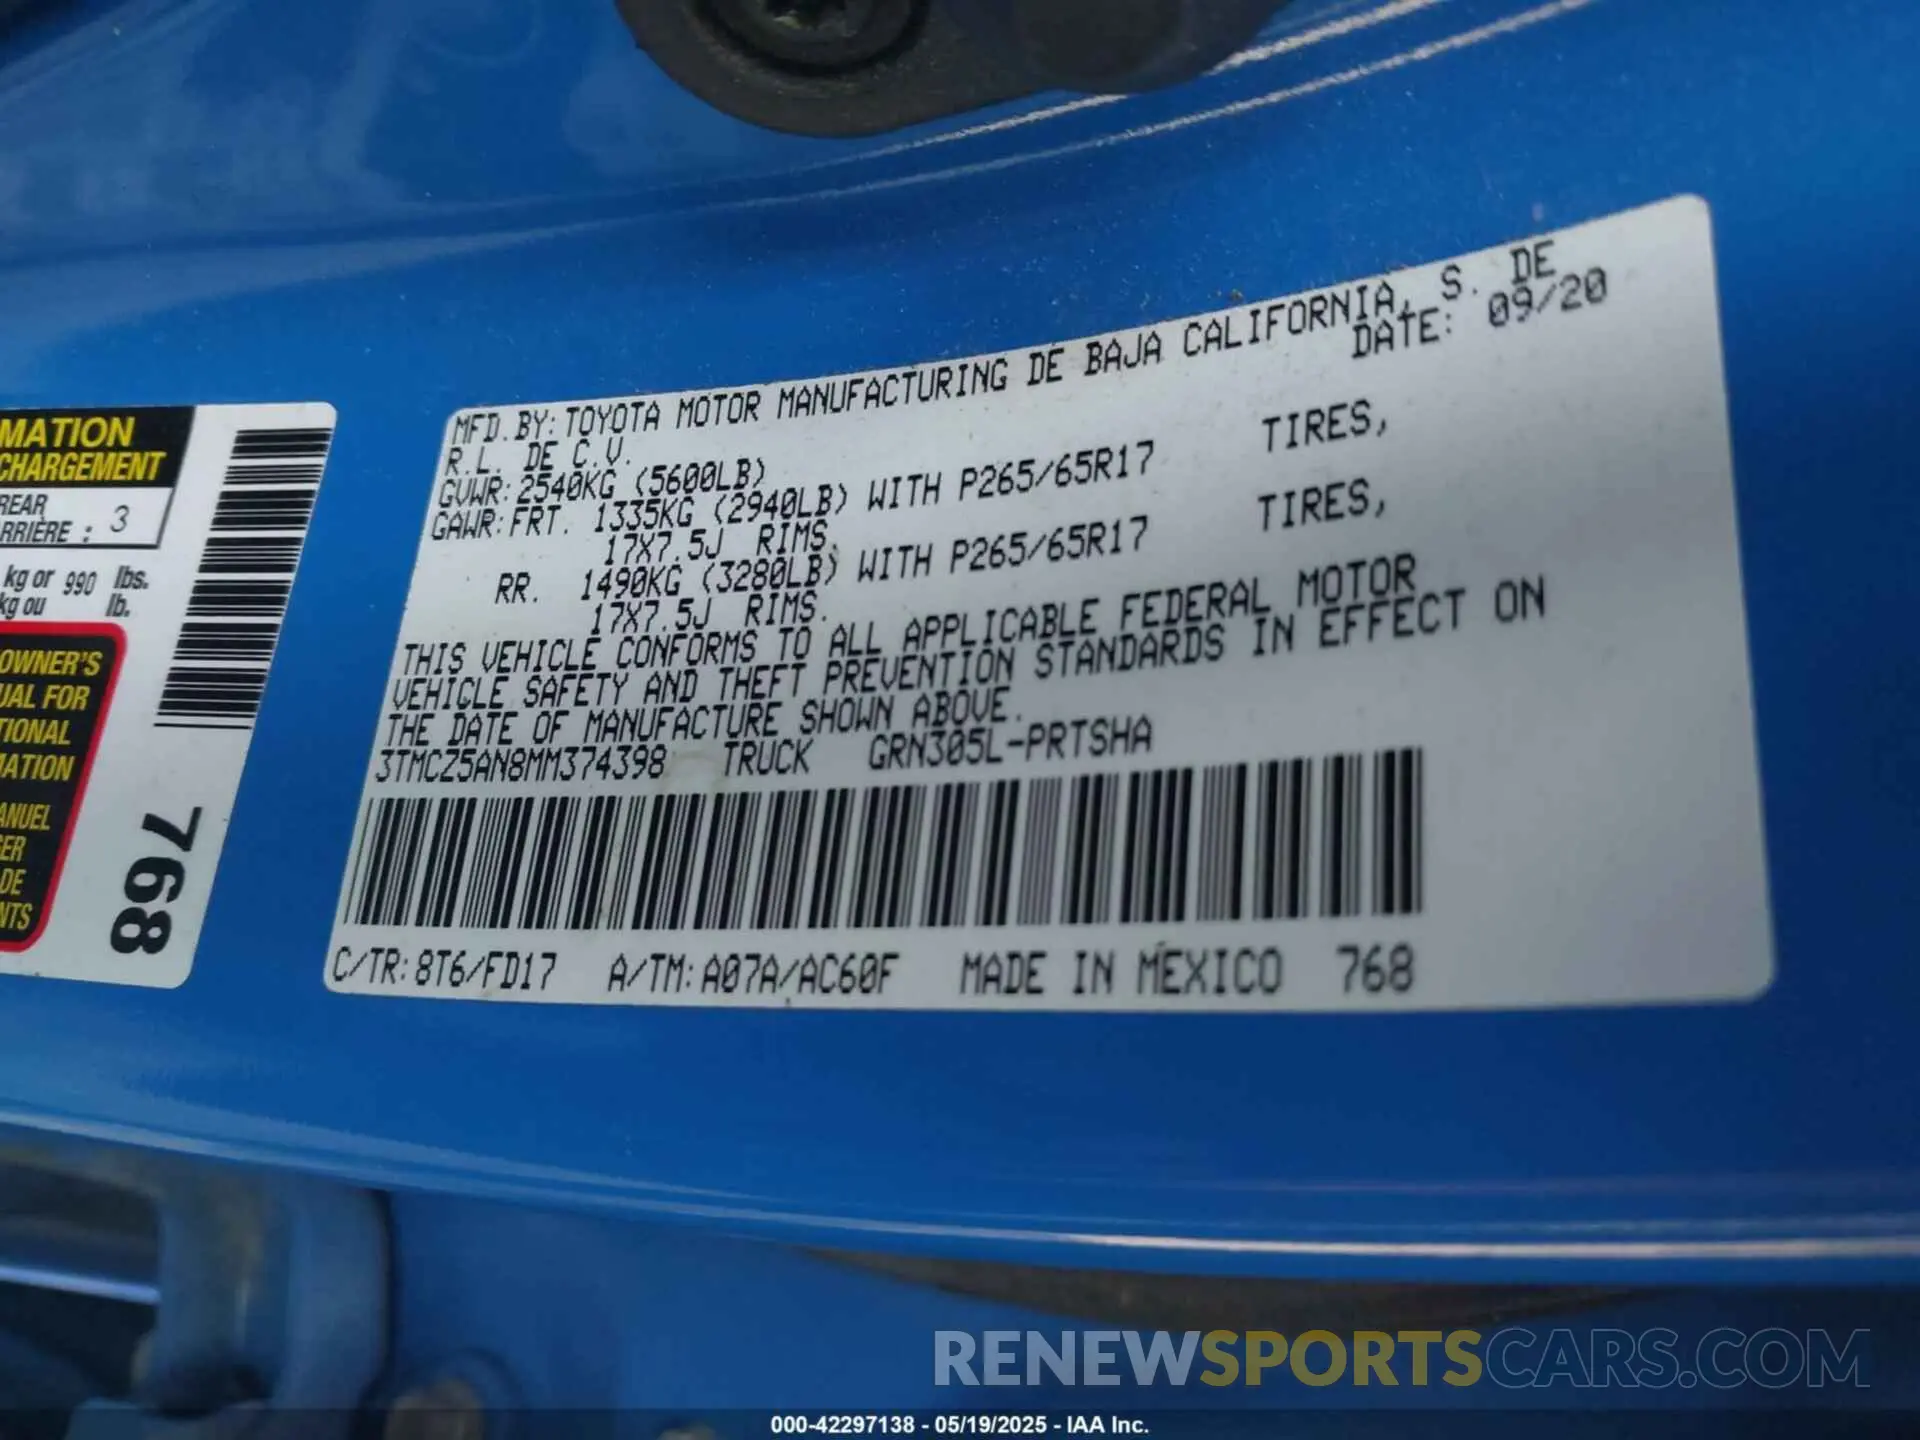 MATION
CHARGEMENT
REAR
ARRIÈRE : 3
kg or 990 lbs.
kg ou lb.
OWNER'S
UAL FOR
TIONAL
MATION
ANUEL
DE
NTS
768
MFD. BY: TOYOTA MOTOR MANUFACTURING DE BAJA CALIFORNIA, S. DE
R.L. DE C.V. DATE: 09/20
GVWR: 2540KG (5600LB)
GAWR: FRT. 1335KG (2940LB) WITH P265/65R17 TIRES,
17X7.5J RIMS,
RR. 1490KG (3280LB) WITH P265/65R17 TIRES,
17X7.5J RIMS.
THIS VEHICLE CONFORMS TO ALL APPLICABLE FEDERAL MOTOR
VEHICLE SAFETY AND THEFT PREVENTION STANDARDS IN EFFECT ON
THE DATE OF MANUFACTURE SHOWN ABOVE.
3TMCZ5AN8MM374398 TRUCK GRN305L-PRTSHA
C/TR: 8T6/FD17 A/TM: A07A/AC60F MADE IN MEXICO 768
RENEWSPORTSCARS.COM
000-42297138 - 05/19/2025 - IAA Inc.